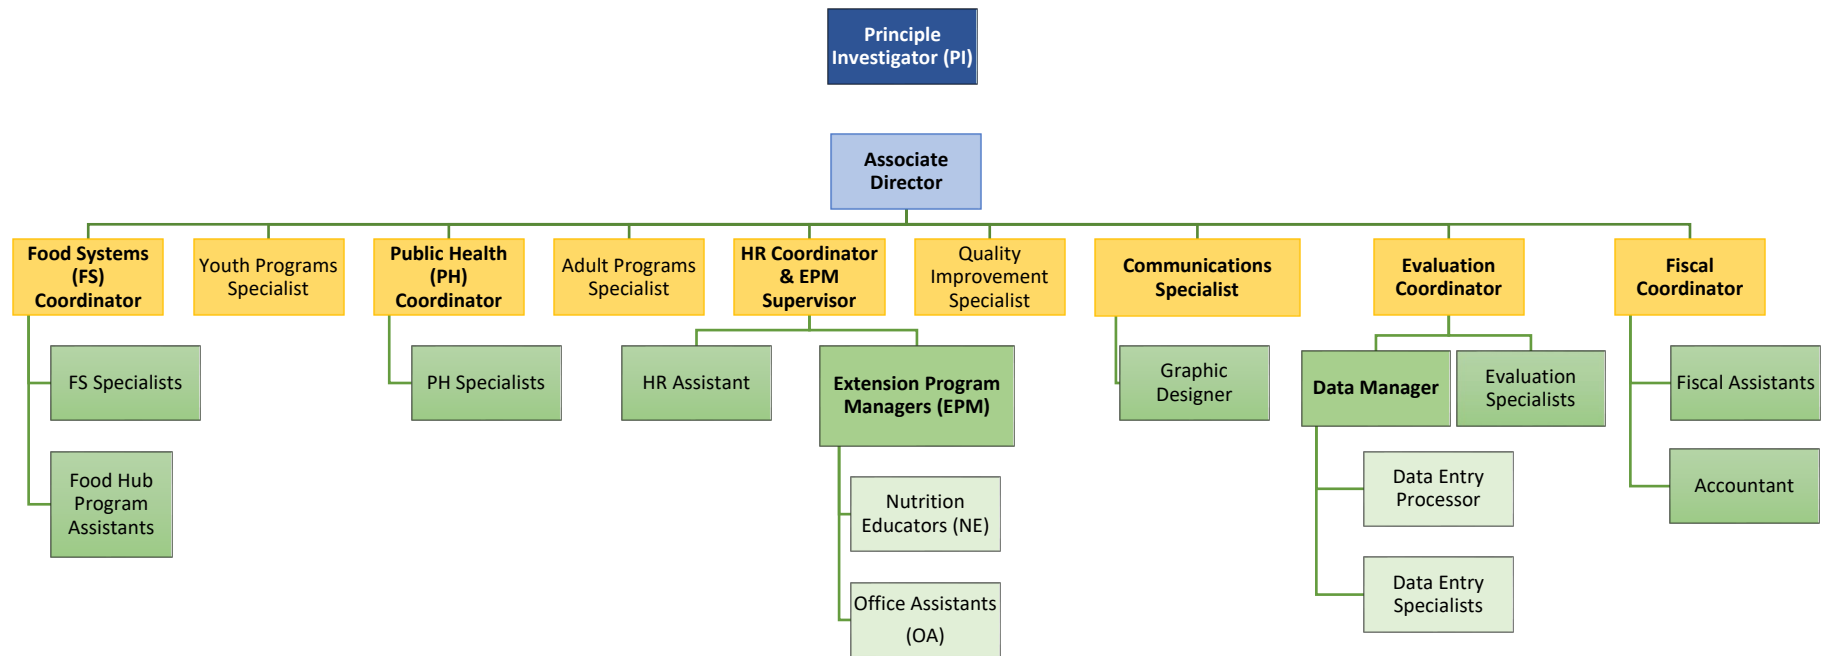 Principle
Investigator (PI)
Associate
Director
Food Systems
(FS)
Coordinator
Youth Programs
Specialist
Public Health
(PH)
Coordinator
Adult Programs
Specialist
HR Coordinator
& EPM
Supervisor
Quality
Improvement
Specialist
Communications
Specialist
Evaluation
Coordinator
Fiscal
Coordinator
FS Specialists
Food Hub
Program
Assistants
PH Specialists
HR Assistant
Extension Program
Managers (EPM)
Nutrition
Educators (NE)
Office Assistants
(OA)
Graphic
Designer
Data Manager
Evaluation
Specialists
Data Entry
Processor
Data Entry
Specialists
Fiscal Assistants
Accountant